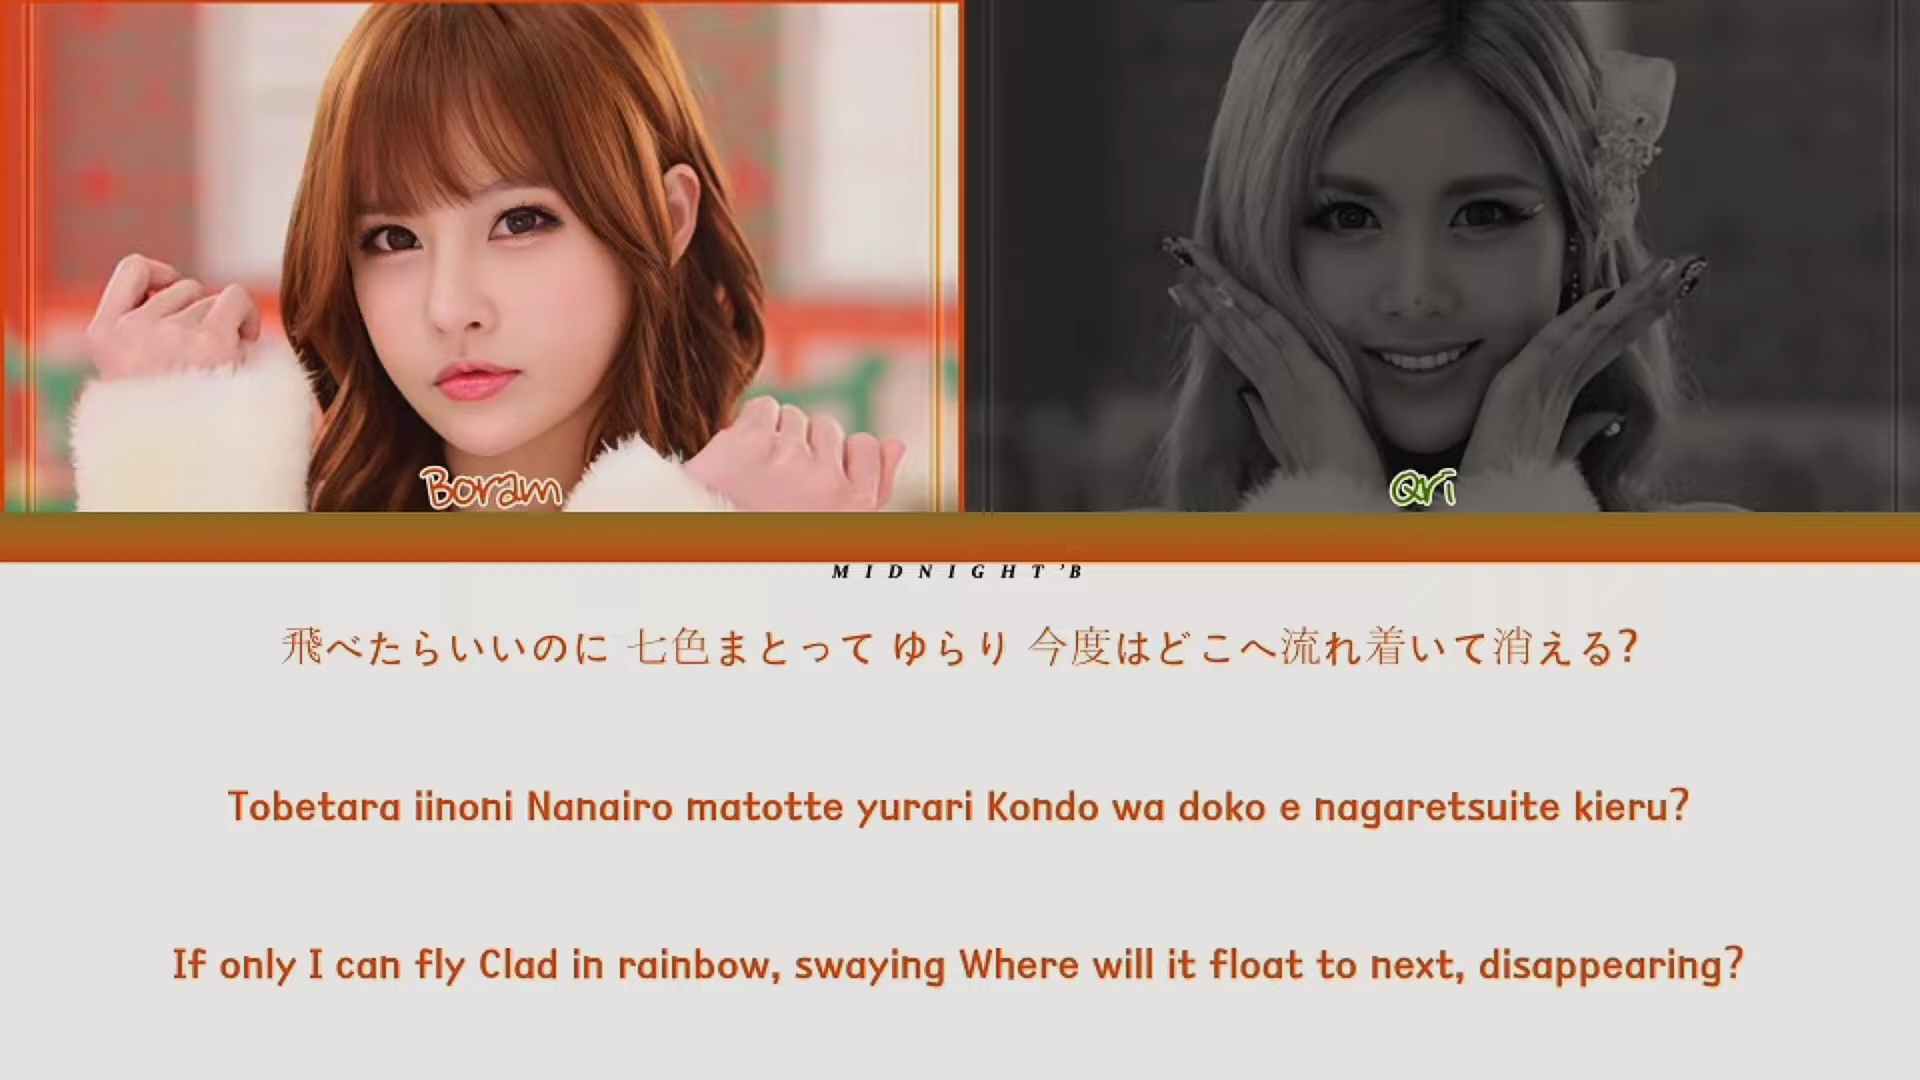 Boram
Qri
MIDNIGHT'B
飛べたらいいのに 七色まとって ゆらり 今度はどこへ流れ着いて消える?
Tobetara iinoni Nanairo matotte yurari Kondo wa doko e nagaretsuite kieru?
If only I can fly Clad in rainbow, swaying Where will it float to next, disappearing?